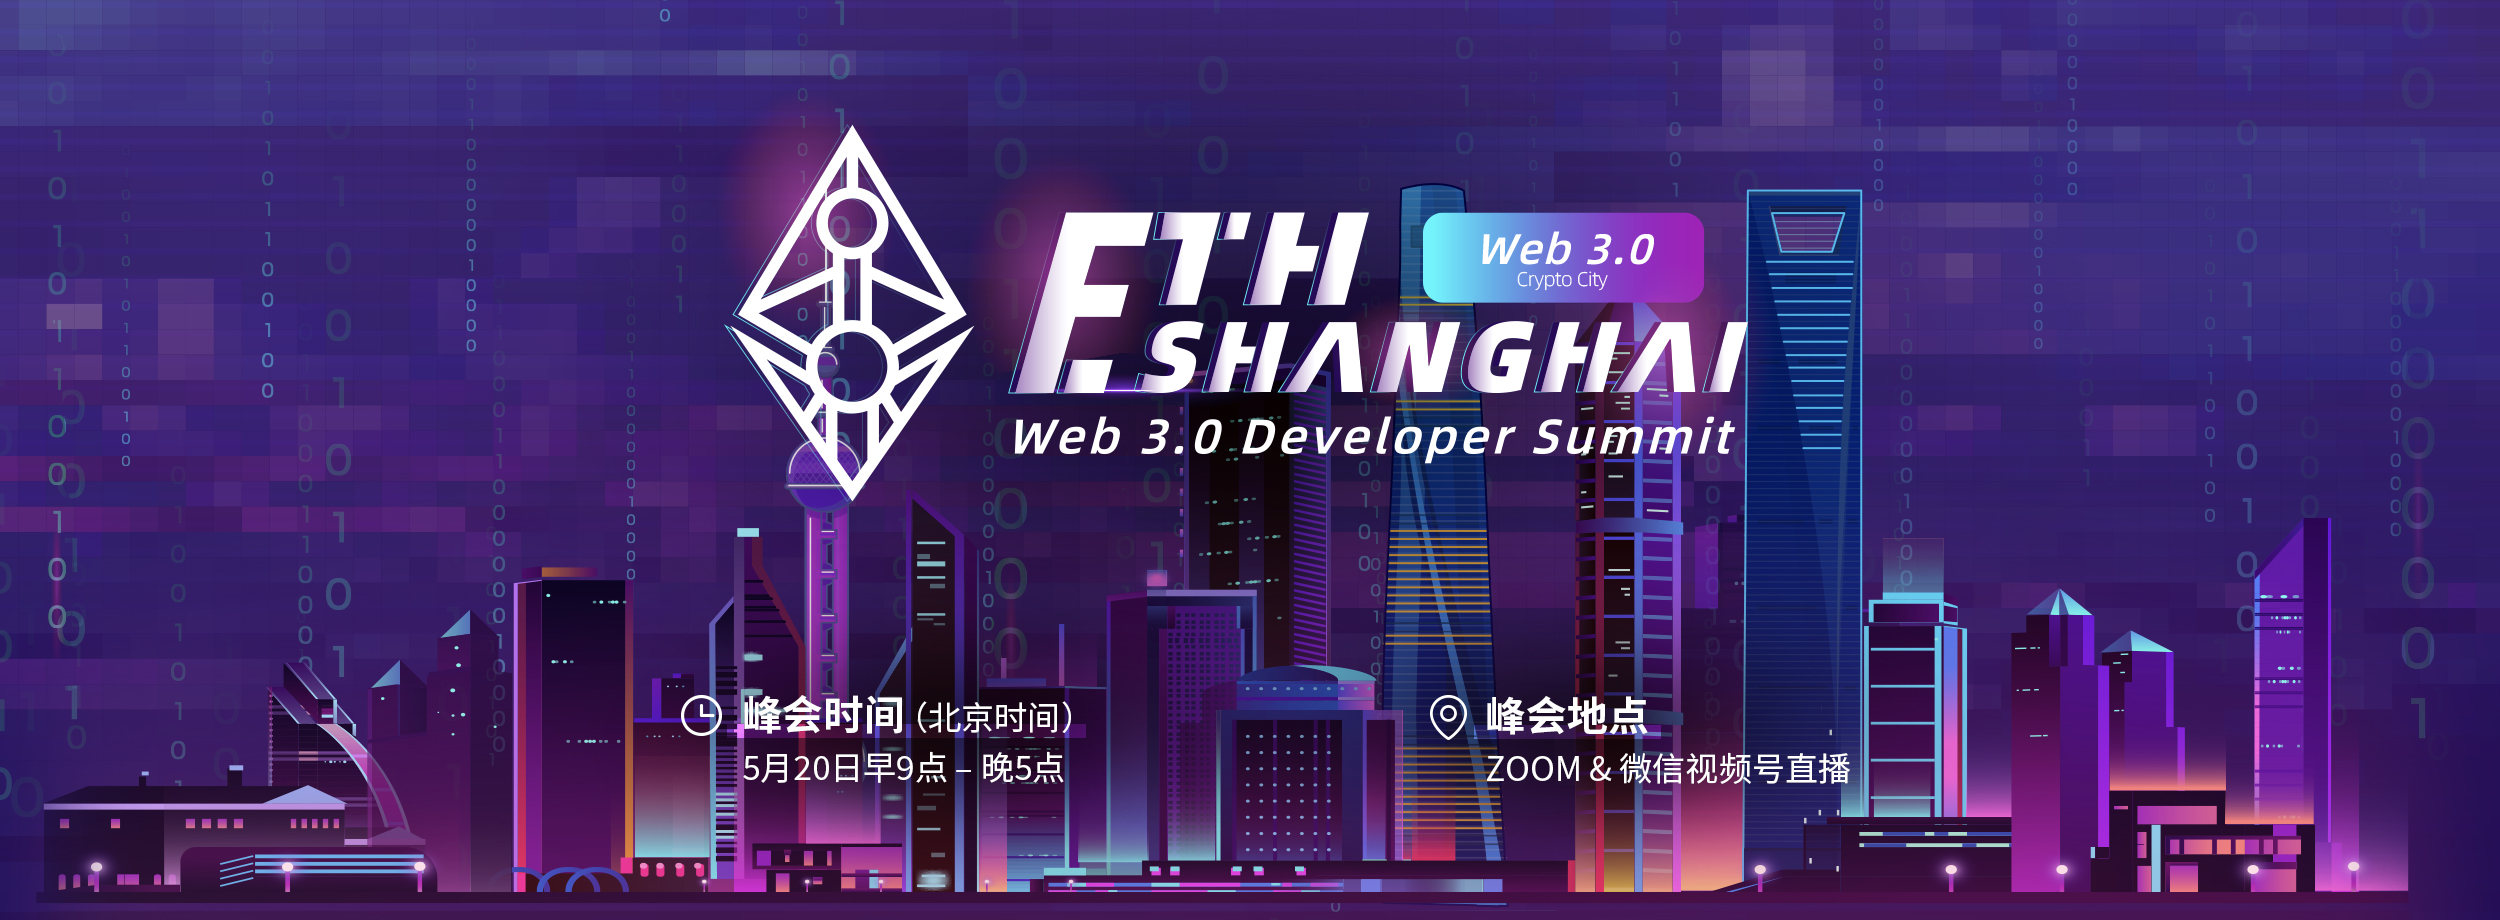 ETH
SHANGHAI
Web 3.0
Crypto City
Web 3.0 Developer Summit
峰会时间（北京时间）
5月20日早9点 – 晚5点
峰会地点
ZOOM & 微信视频号直播